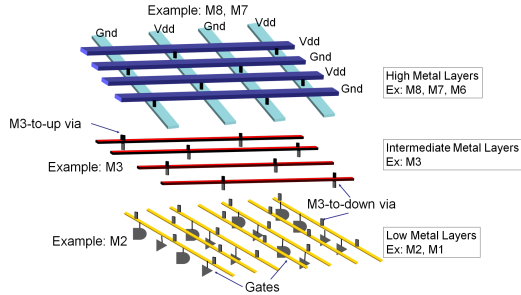 Example: M8, M7
Gnd
Vdd
Gnd
Vdd
Vdd
Gnd
Vdd
Gnd
High Metal Layers
Ex: M8, M7, M6
M3-to-up via
Example: M3
Intermediate Metal Layers
Ex: M3
M3-to-down via
Example: M2
Low Metal Layers
Ex: M2, M1
Gates